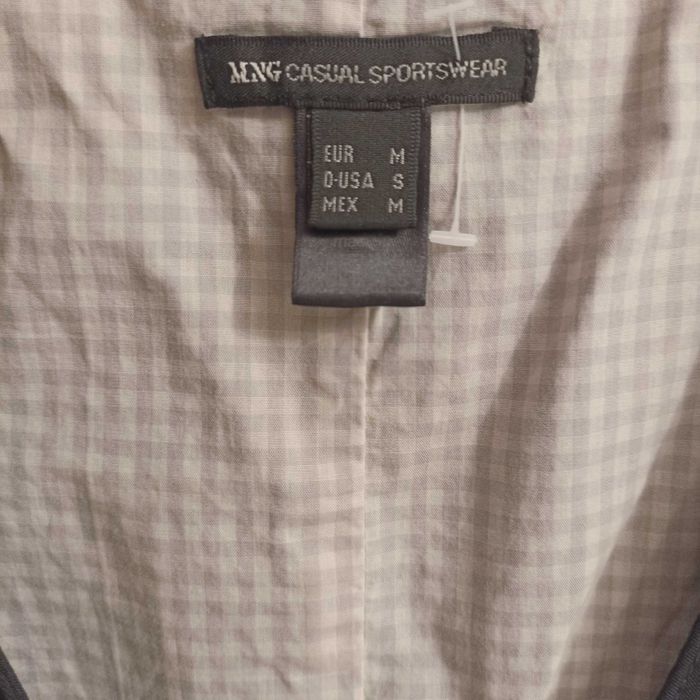 MNG CASUAL SPORTSWEAR
EUR M
D-USA S
MEX M